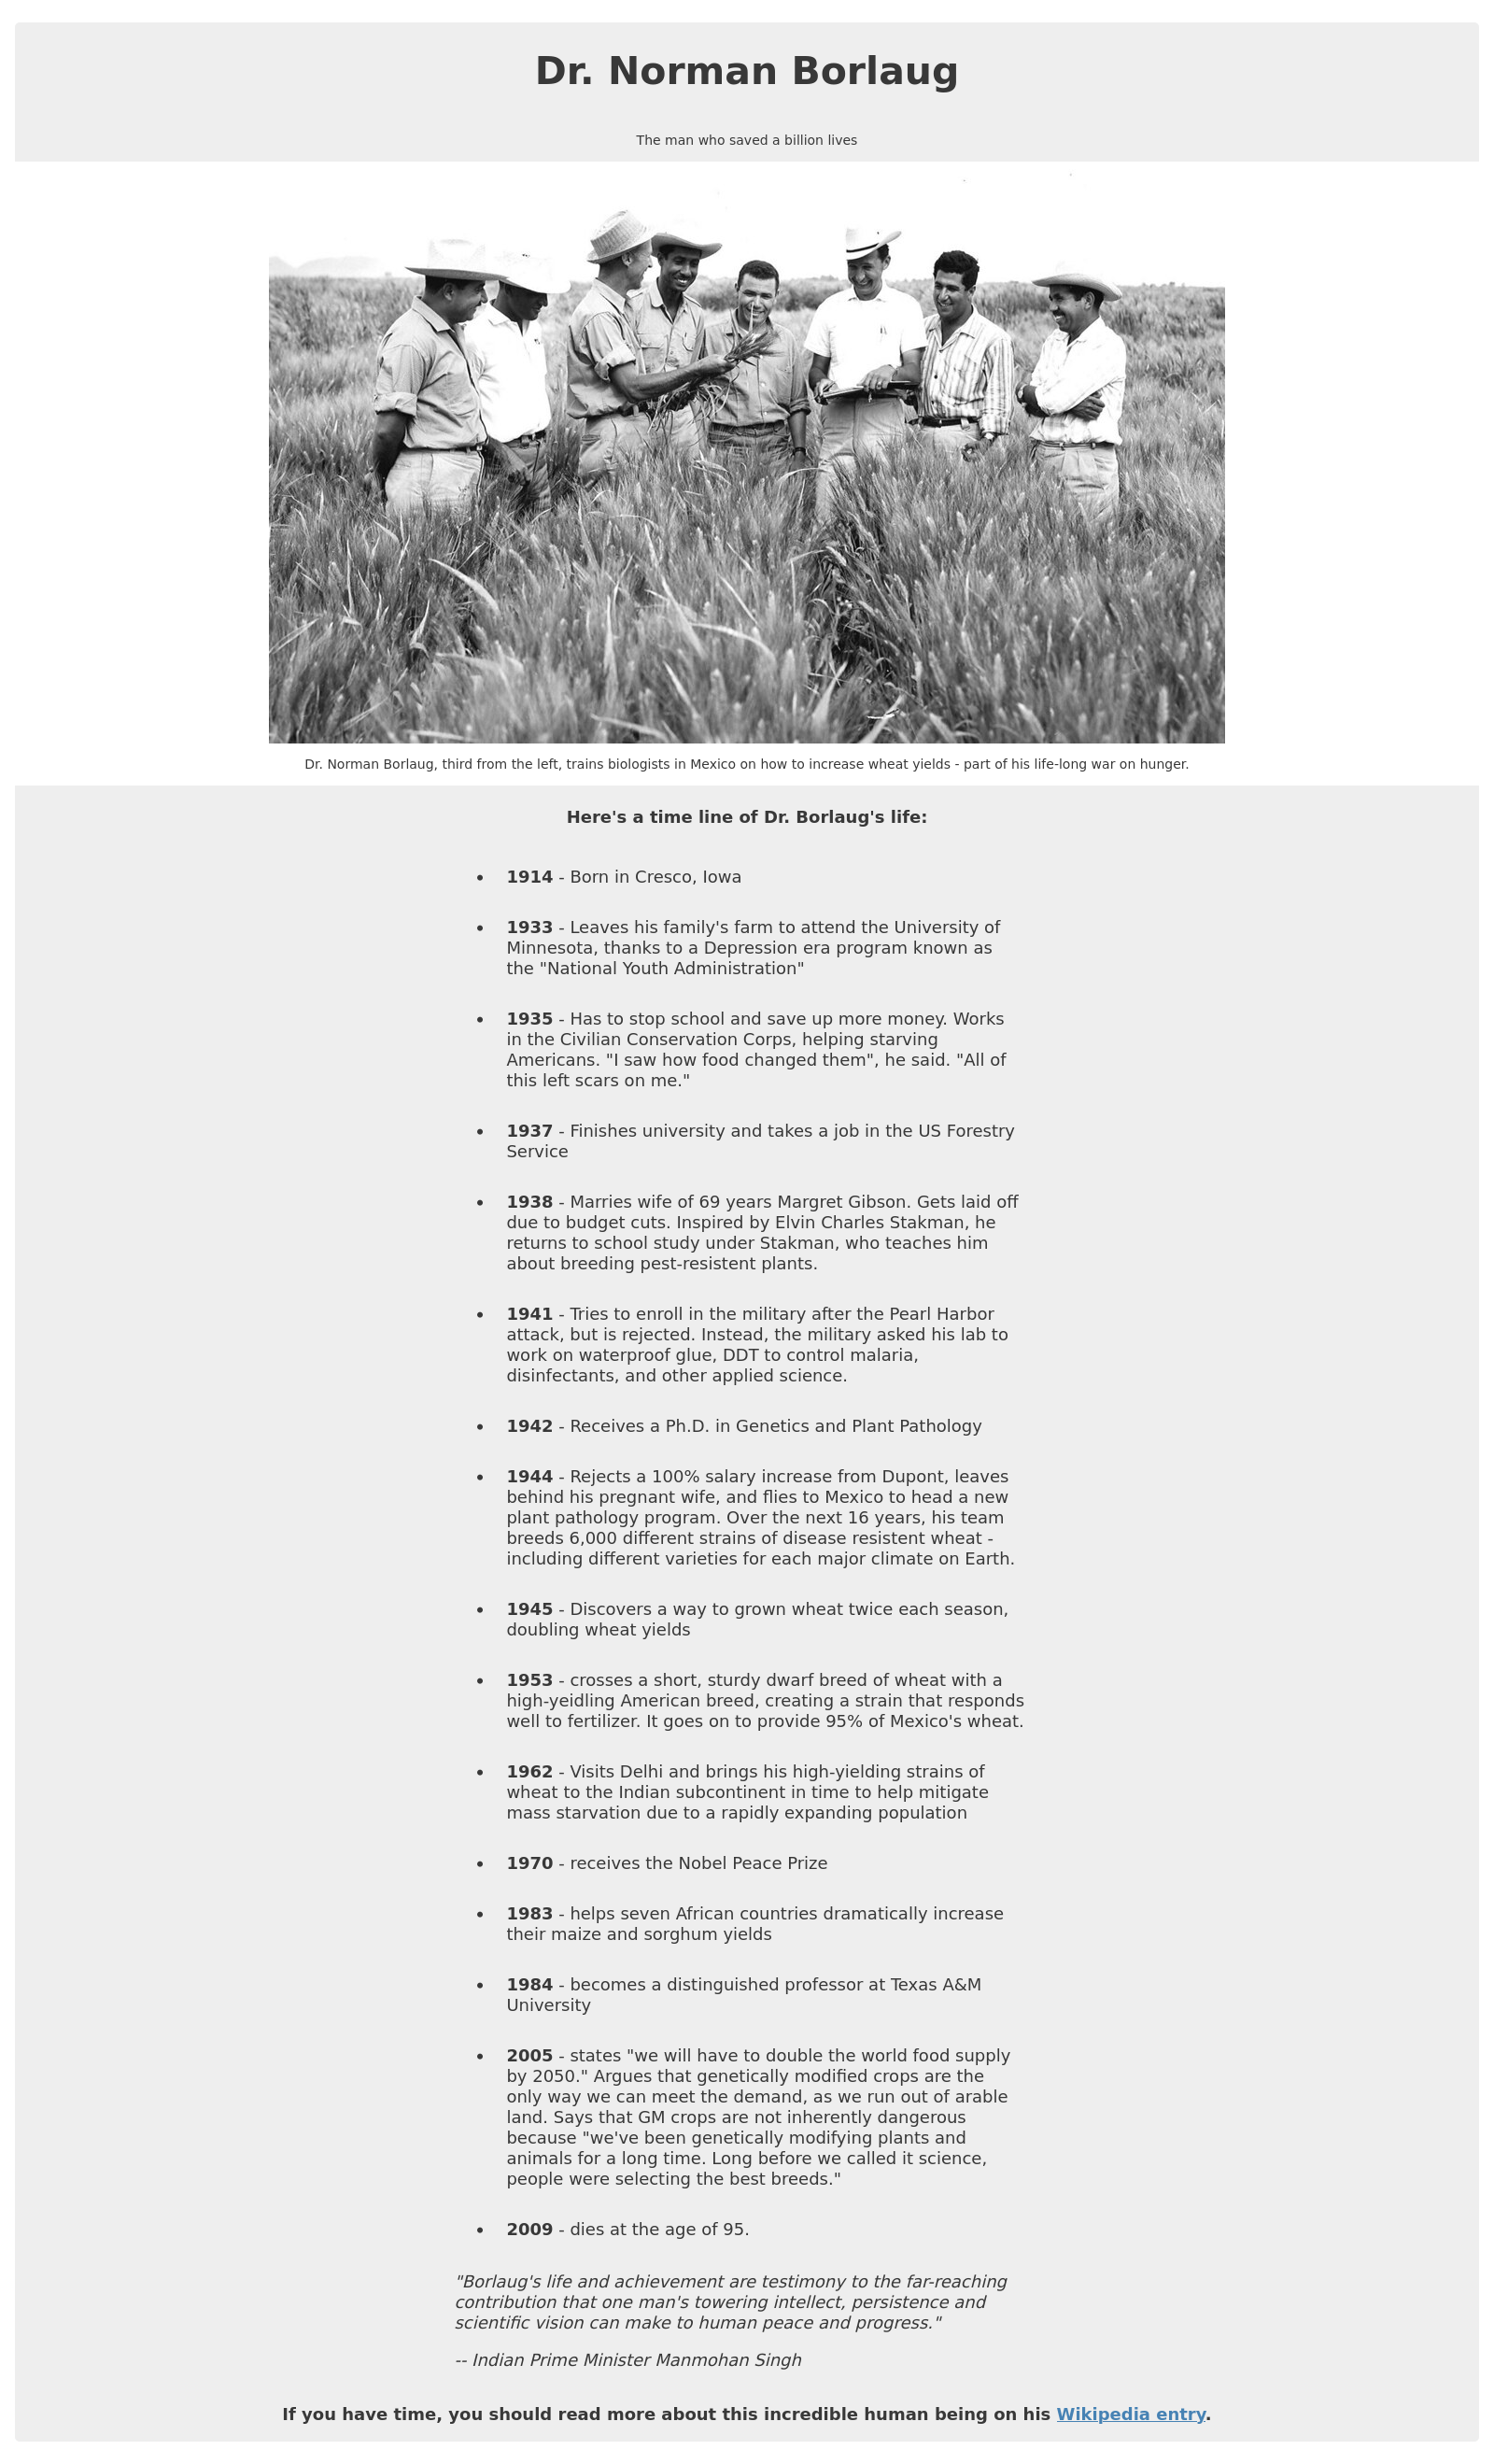 Dr. Norman Borlaug
The man who saved a billion lives
Dr. Norman Borlaug, third from the left, trains biologists in Mexico on how to increase wheat yields - part of his life-long war on hunger.
Here's a time line of Dr. Borlaug's life:
• 1914 - Born in Cresco, Iowa
• 1933 - Leaves his family's farm to attend the University of
Minnesota, thanks to a Depression era program known as
the "National Youth Administration"
• 1935 - Has to stop school and save up more money. Works
in the Civilian Conservation Corps, helping starving
Americans. "I saw how food changed them", he said. "All of
this left scars on me."
• 1937 - Finishes university and takes a job in the US Forestry
Service
• 1938 - Marries wife of 69 years Margret Gibson. Gets laid off
due to budget cuts. Inspired by Elvin Charles Stakman, he
returns to school study under Stakman, who teaches him
about breeding pest-resistent plants.
• 1941 - Tries to enroll in the military after the Pearl Harbor
attack, but is rejected. Instead, the military asked his lab to
work on waterproof glue, DDT to control malaria,
disinfectants, and other applied science.
• 1942 - Receives a Ph.D. in Genetics and Plant Pathology
• 1944 - Rejects a 100% salary increase from Dupont, leaves
behind his pregnant wife, and flies to Mexico to head a new
plant pathology program. Over the next 16 years, his team
breeds 6,000 different strains of disease resistent wheat -
including different varieties for each major climate on Earth.
• 1945 - Discovers a way to grown wheat twice each season,
doubling wheat yields
• 1953 - crosses a short, sturdy dwarf breed of wheat with a
high-yeidling American breed, creating a strain that responds
well to fertilizer. It goes on to provide 95% of Mexico's wheat.
• 1962 - Visits Delhi and brings his high-yielding strains of
wheat to the Indian subcontinent in time to help mitigate
mass starvation due to a rapidly expanding population
• 1970 - receives the Nobel Peace Prize
• 1983 - helps seven African countries dramatically increase
their maize and sorghum yields
• 1984 - becomes a distinguished professor at Texas A&M
University
• 2005 - states "we will have to double the world food supply
by 2050." Argues that genetically modified crops are the
only way we can meet the demand, as we run out of arable
land. Says that GM crops are not inherently dangerous
because "we've been genetically modifying plants and
animals for a long time. Long before we called it science,
people were selecting the best breeds."
• 2009 - dies at the age of 95.
"Borlaug's life and achievement are testimony to the far-reaching
contribution that one man's towering intellect, persistence and
scientific vision can make to human peace and progress."
-- Indian Prime Minister Manmohan Singh
If you have time, you should read more about this incredible human being on his Wikipedia entry.